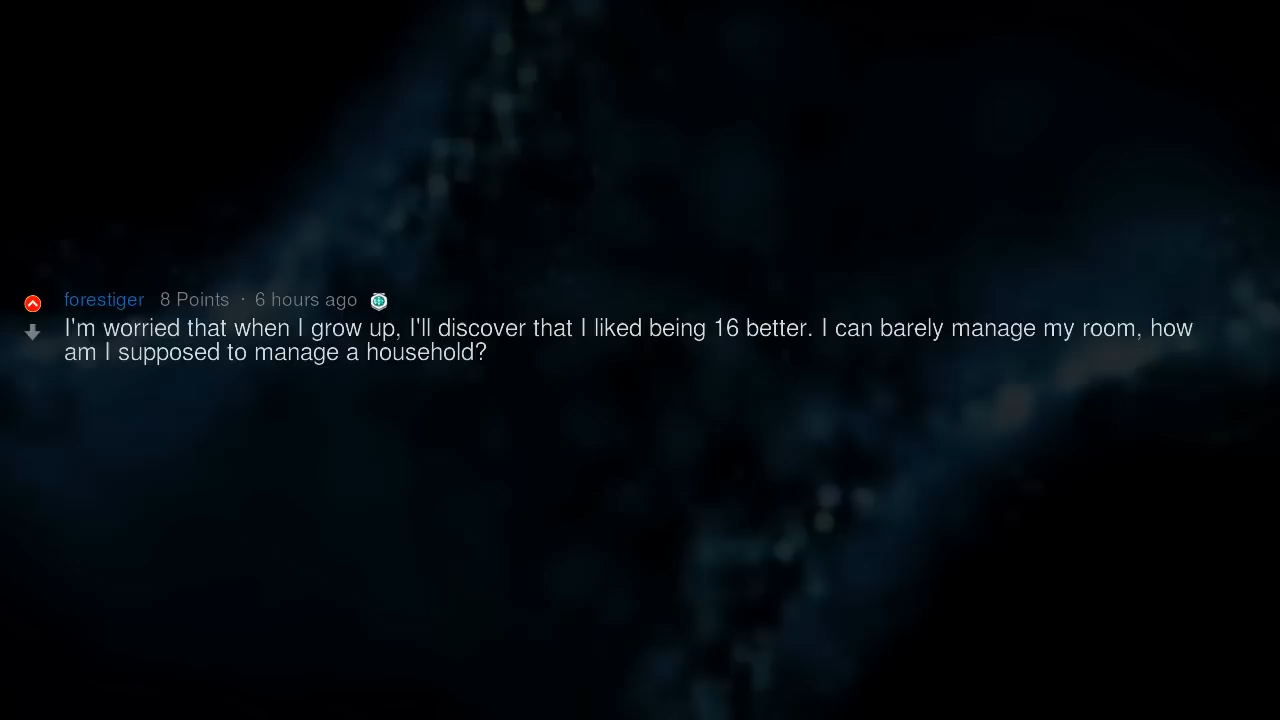 forestiger 8 Points · 6 hours ago
I'm worried that when I grow up, I'll discover that I liked being 16 better. I can barely manage my room, how
am I supposed to manage a household?